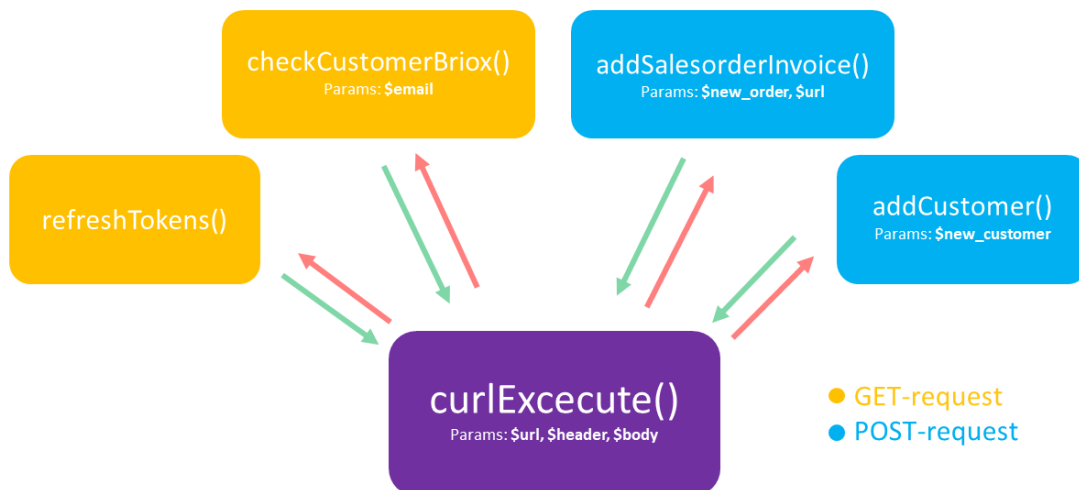 checkCustomerBriox()
Params: $email
addSalesorderInvoice()
Params: $new_order, $url
refreshTokens()
addCustomer()
Params: $new_customer
curlExcecute()
Params: $url, $header, $body
GET-request
POST-request